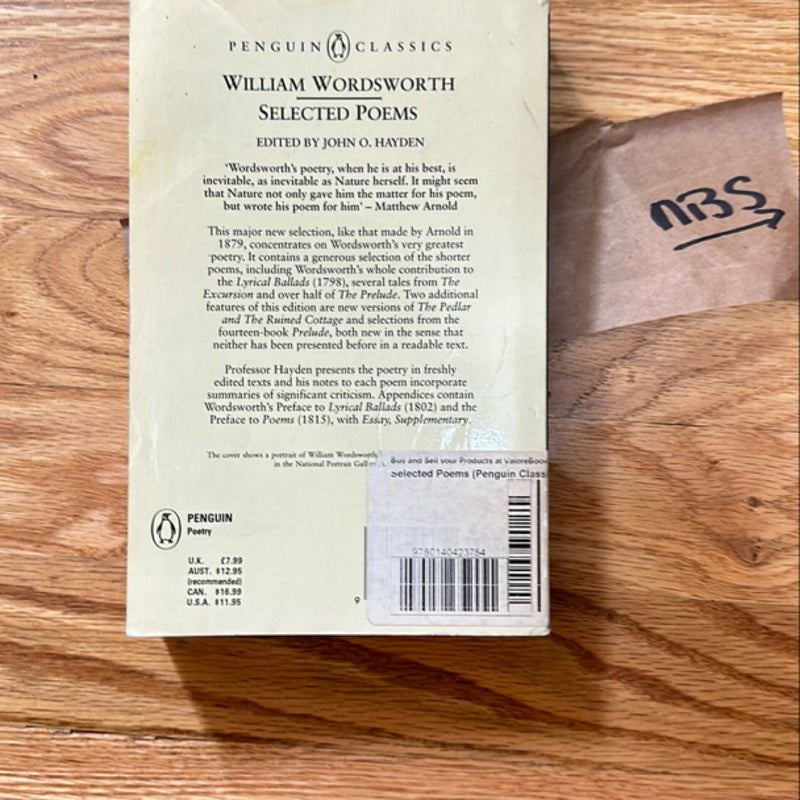 PENGUIN CLASSICS
WILLIAM WORDSWORTH
SELECTED POEMS
EDITED BY JOHN O. HAYDEN
'Wordsworth's poetry, when he is at his best, is
inevitable, as inevitable as Nature herself. It might seem
that Nature not only gave him the matter for his poem,
but wrote his poem for him' – Matthew Arnold
This major new selection, like that made by Arnold in
1879, concentrates on Wordsworth's very greatest
poetry. It contains a generous selection of the shorter
poems, including Wordsworth's whole contribution to
the Lyrical Ballads (1798), several tales from The
Excursion and over half of The Prelude. Two additional
features of this edition are new versions of The Pedlar
and The Ruined Cottage and selections from the
fourteen-book Prelude, both new in the sense that
neither has been presented before in a readable text.
Professor Hayden presents the poetry in freshly
edited texts and his notes to each poem incorporate
summaries of significant criticism. Appendices contain
Wordsworth's Preface to Lyrical Ballads (1802) and the
Preface to Poems (1815), with Essay, Supplementary.
The cover shows a portrait of William Wordsworth
in the National Portrait
Buy and Sell your Products at
Selected Poems (Penguin Class
9780140423754
9
PENGUIN
Poetry
U.K. £7.99
AUST. $12.95
(recommended)
CAN. $16.99
U.S.A. $11.95
NBS